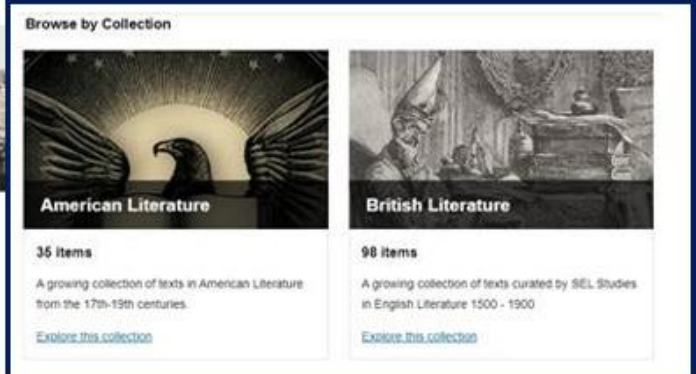 Browse by Collection
American Literature
35 items
A growing collection of texts in American Literature
from the 17th-19th centuries.
Explore this collection
British Literature
98 items
A growing collection of texts curated by SEL Studies
in English Literature 1500 - 1900
Explore this collection